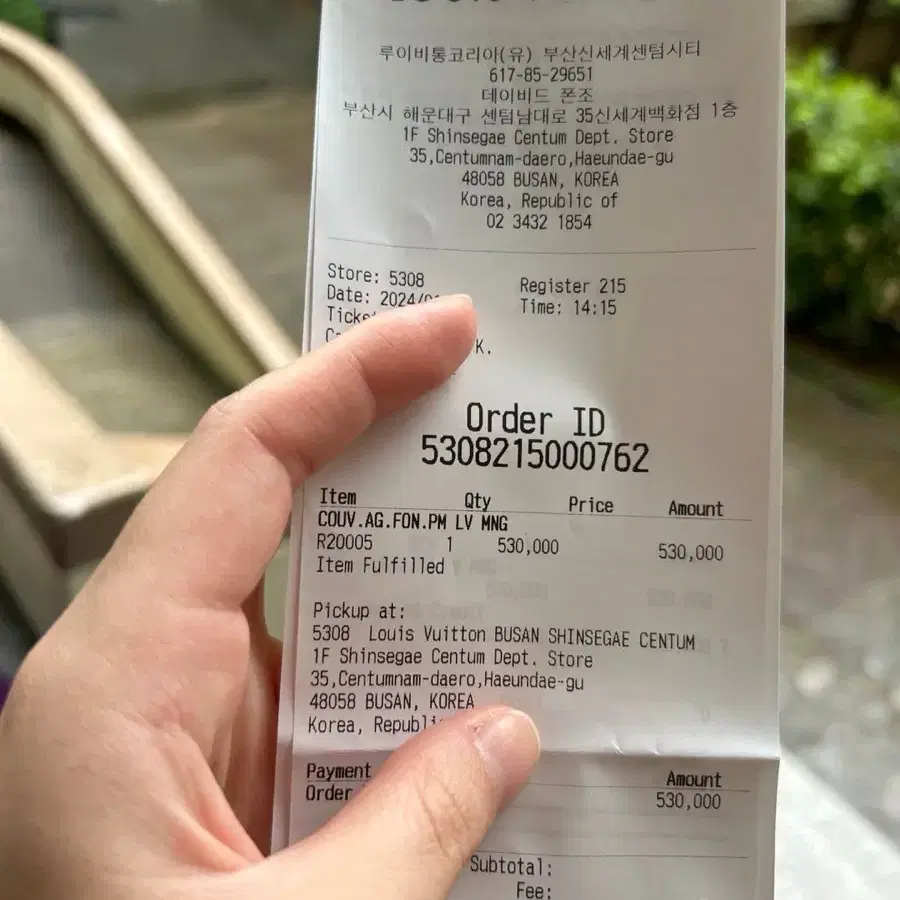 루이비통코리아(유) 부산신세계센텀시티
617-85-29651
데이비드 폰조
부산시 해운대구 센텀남대로 35신세계백화점 1층
1F Shinsegae Centum Dept. Store
35,Centumnam-daero,Haeundae-gu
48058 BUSAN, KOREA
Korea, Republic of
02 3432 1854
Store: 5308 Register 215
Date: 2024/ Time: 14:15
K.
Order ID
5308215000762
Item Qty Price Amount
COUV.AG.FON.PM LV MNG
R20005 1 530,000 530,000
Item Fulfilled
Pickup at:
5308 Louis Vuitton BUSAN SHINSEGAE CENTUM
1F Shinsegae Centum Dept. Store
35,Centumnam-daero,Haeundae-gu
48058 BUSAN, KOREA
Korea,
Payment Amount
Order 530,000
Subtotal:
Fee: